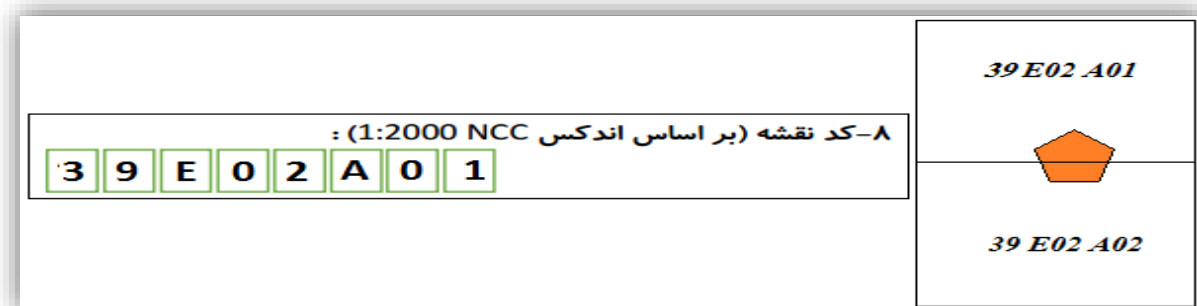 ۸-کد نقشه (بر اساس اندکس 1:2000 NCC) :
3 9 E 0 2 A 0 1
39 E02 A01
39 E02 A02